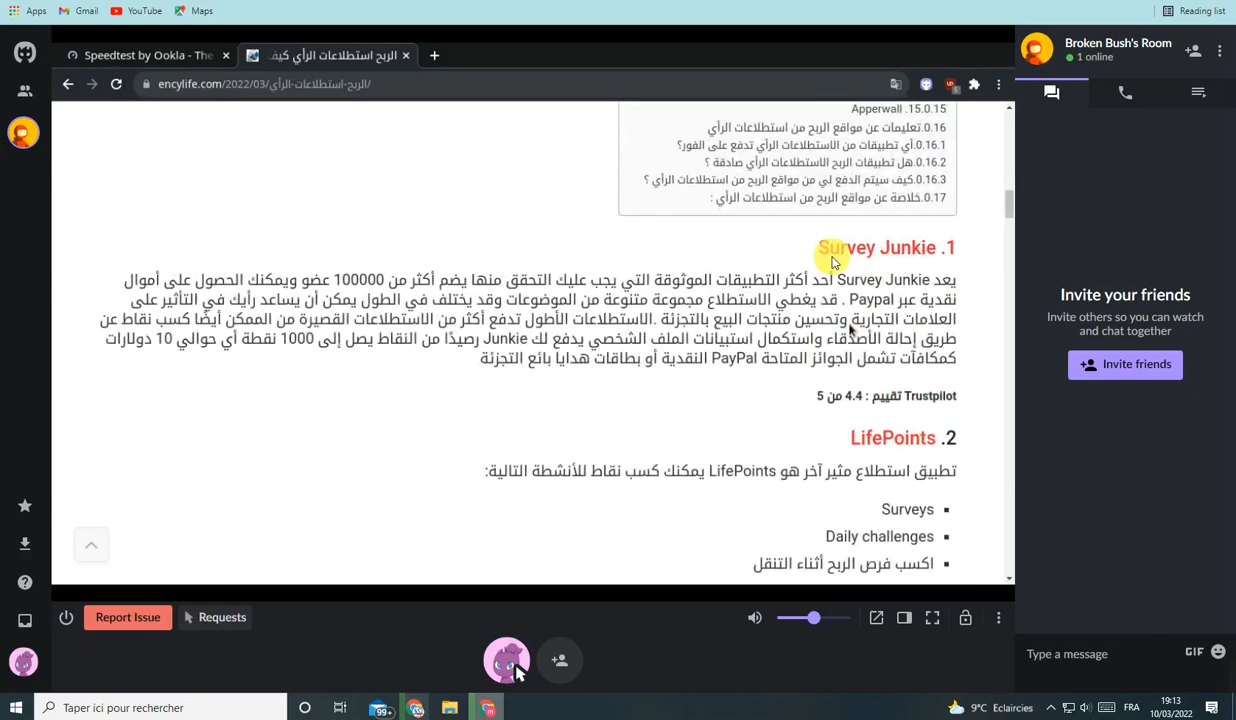 Apps
Gmail
YouTube
Maps
Reading list
Speedtest by Ookla - The
الربح استطلاعات الرأي كيف
encylife.com/2022/03/الربح-استطلاعات-الرأي/
Broken Bush's Room
1 online
0.15.15. Apperwall
0.16.تعليمات عن مواقع الربح من استطلاعات الرأي
0.16.1.أي تطبيقات من الاستطلاعات الرأي تدفع على الفور؟
0.16.2.هل تطبيقات الربح الاستطلاعات الرأي صادقة ؟
0.16.3.كيف سيتم الدفع لي من مواقع الربح من استطلاعات الرأي ؟
0.17.خلاصة عن مواقع الربح من استطلاعات الرأي :
1. Survey Junkie
يعد Survey Junkie أحد أكثر التطبيقات الموثوقة التي يجب عليك التحقق منها يضم أكثر من 100000 عضو ويمكنك الحصول على أموال
نقدية عبر Paypal . قد يغطي الاستطلاع مجموعة متنوعة من الموضوعات وقد يختلف في الطول يمكن أن يساعد رأيك في التأثير على
العلامات التجارية وتحسين منتجات البيع بالتجزئة .الاستطلاعات الأطول تدفع أكثر من الاستطلاعات القصيرة من الممكن أيضًا كسب نقاط عن
طريق إحالة الأصدقاء واستكمال استبيانات الملف الشخصي يدفع لك Junkie رصيدًا من النقاط يصل إلى 1000 نقطة أي حوالي 10 دولارات
كمكافآت تشمل الجوائز المتاحة PayPal النقدية أو بطاقات هدايا بائع التجزئة
Trustpilot تقييم : 4.4 من 5
2. LifePoints
تطبيق استطلاع مثير آخر هو LifePoints يمكنك كسب نقاط للأنشطة التالية:
Surveys
Daily challenges
اكسب فرص الربح أثناء التنقل
Invite your friends
Invite others so you can watch
and chat together
Invite friends
Report Issue
Requests
Type a message
GIF
Taper ici pour rechercher
99+
9°C Eclaircies
FRA
19:13
10/03/2022